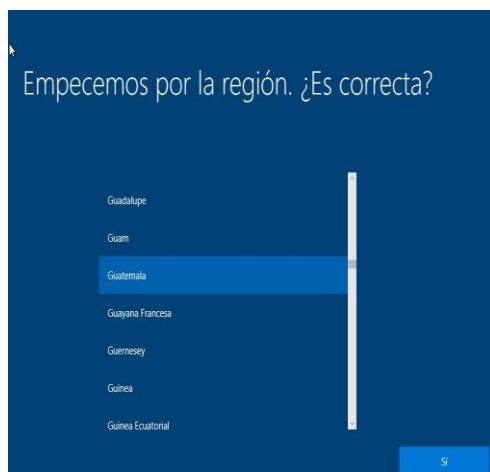 Empecemos por la región. ¿Es correcta?
Guadalupe
Guam
Guatemala
Guayana Francesa
Guernesey
Guinea
Guinea Ecuatorial
Sí